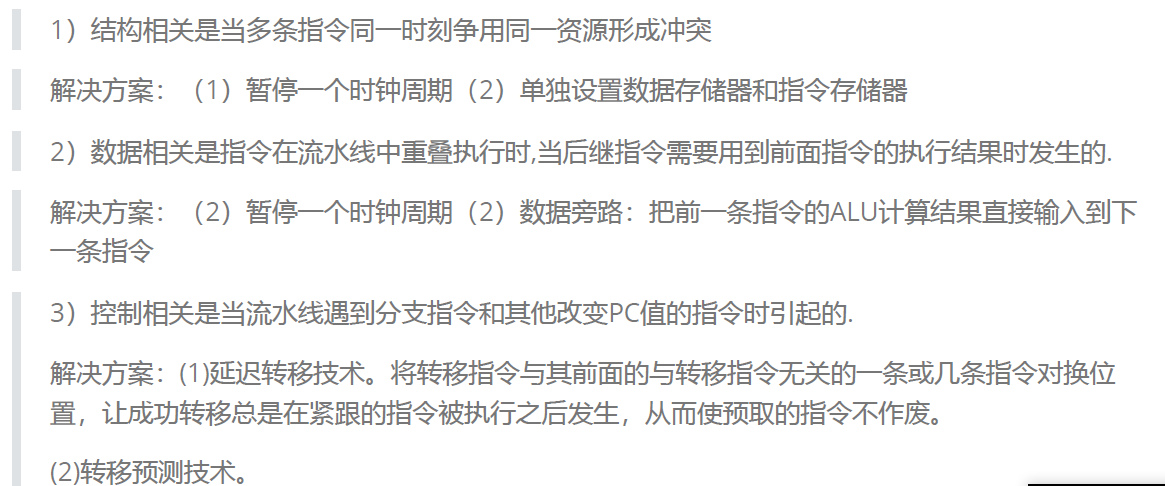 1）结构相关是当多条指令同一时刻争用同一资源形成冲突
解决方案：（1）暂停一个时钟周期（2）单独设置数据存储器和指令存储器
2）数据相关是指令在流水线中重叠执行时,当后继指令需要用到前面指令的执行结果时发生的.
解决方案：（2）暂停一个时钟周期（2）数据旁路：把前一条指令的ALU计算结果直接输入到下
一条指令
3）控制相关是当流水线遇到分支指令和其他改变PC值的指令时引起的.
解决方案：(1)延迟转移技术。将转移指令与其前面的与转移指令无关的一条或几条指令对换位
置，让成功转移总是在紧跟的指令被执行之后发生，从而使预取的指令不作废。
(2)转移预测技术。